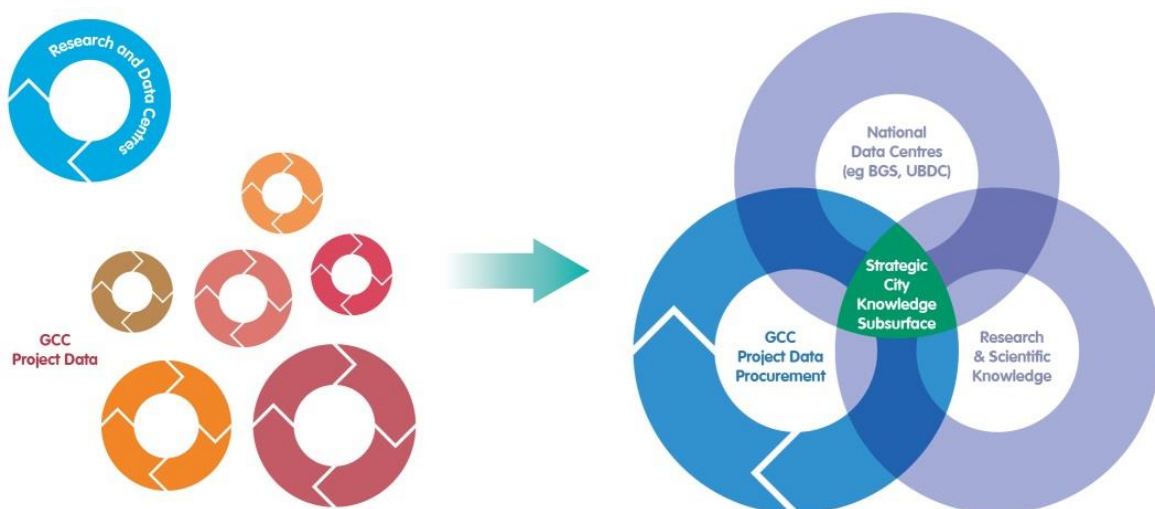 Research and Data Centres
GCC
Project Data
National
Data Centres
(eg BGS, UBDC)
Strategic
City
Knowledge
Subsurface
GCC
Project Data
Procurement
Research
& Scientific
Knowledge